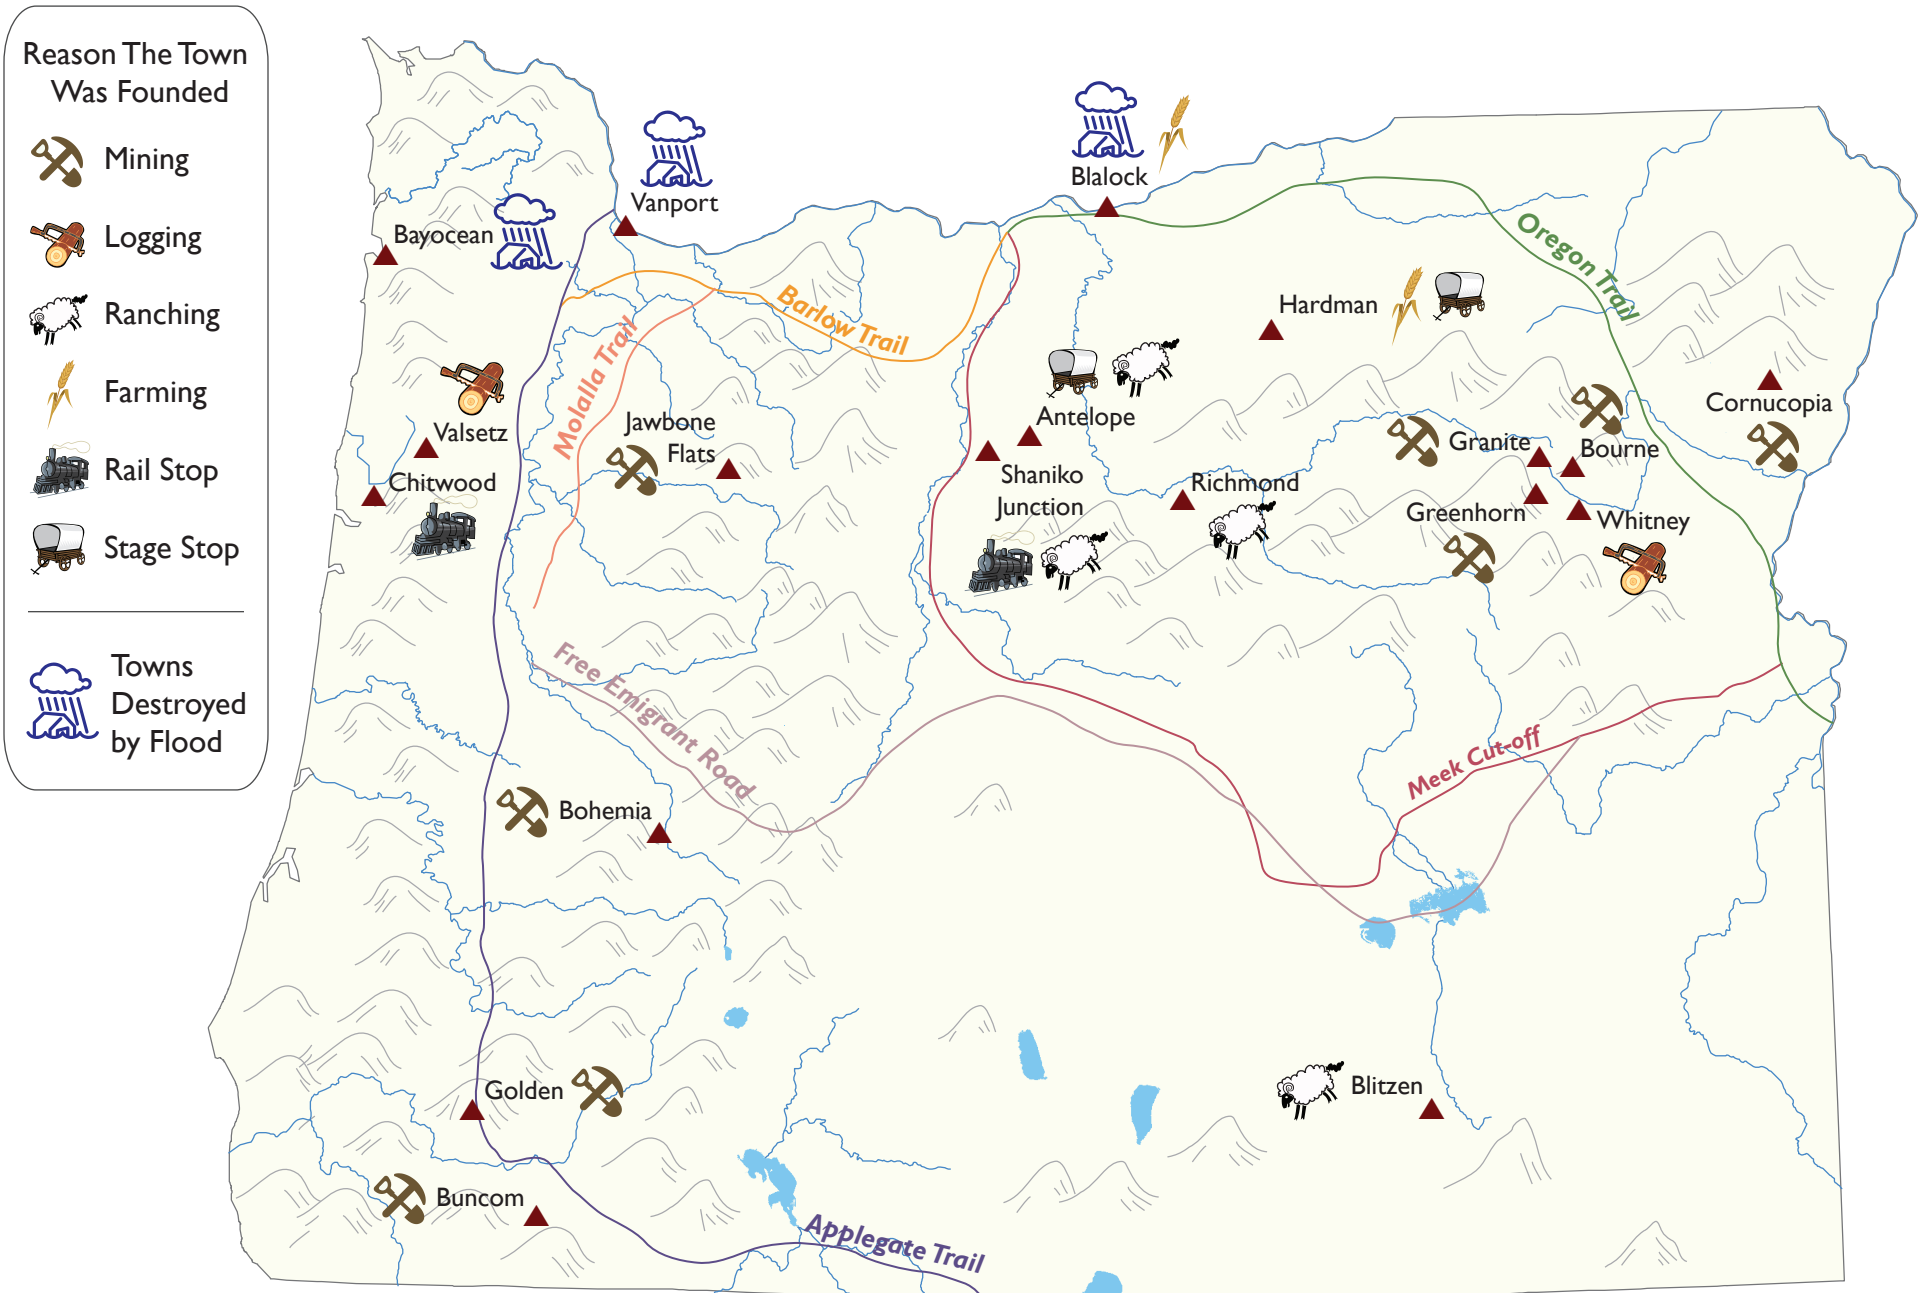 Reason The Town
Was Founded
Mining
Logging
Ranching
Farming
Rail Stop
Stage Stop
Towns
Destroyed
by Flood
Vanport
Blalock
Bayocean
Oregon Trail
Barlow Trail
Hardman
Molalla Trail
Cornucopia
Jawbone
Flats
Antelope
Valsetz
Granite
Bourne
Chitwood
Shaniko
Junction
Richmond
Greenhorn
Whitney
Free Emigrant Road
Meek Cut-off
Bohemia
Golden
Blitzen
Buncom
Applegate Trail